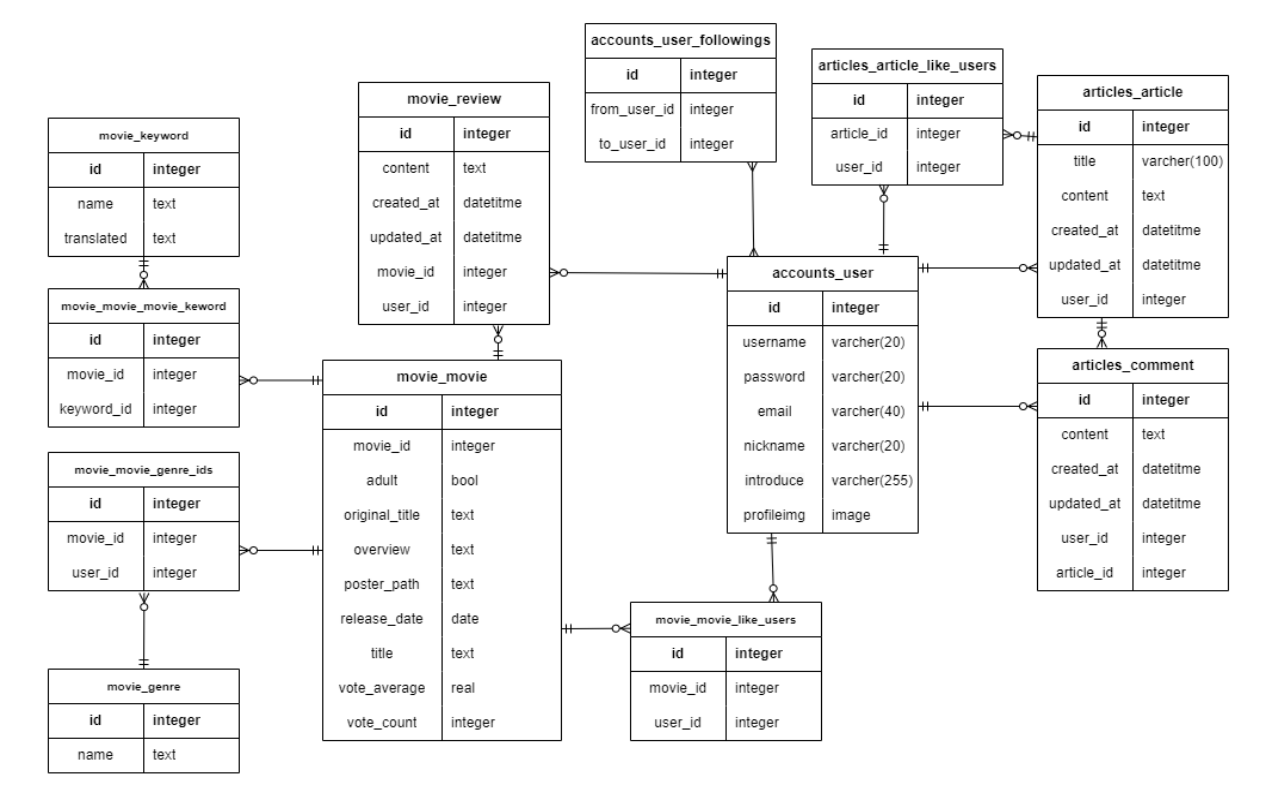 accounts_user_followings
id integer
from_user_id integer
to_user_id integer
articles_article_like_users
id integer
article_id integer
user_id integer
articles_article
id integer
title varchar(100)
content text
created_at datetitme
updated_at datetitme
user_id integer
movie_review
id integer
content text
created_at datetitme
updated_at datetitme
movie_id integer
user_id integer
movie_keyword
id integer
name text
translated text
movie_movie_movie_keword
id integer
movie_id integer
keyword_id integer
accounts_user
id integer
username varchar(20)
password varchar(20)
email varchar(40)
nickname varchar(20)
introduce varchar(255)
profileimg image
articles_comment
id integer
content text
created_at datetitme
updated_at datetitme
user_id integer
article_id integer
movie_movie
id integer
movie_id integer
adult bool
original_title text
overview text
poster_path text
release_date date
title text
vote_average real
vote_count integer
movie_movie_genre_ids
id integer
movie_id integer
user_id integer
movie_movie_like_users
id integer
movie_id integer
user_id integer
movie_genre
id integer
name text